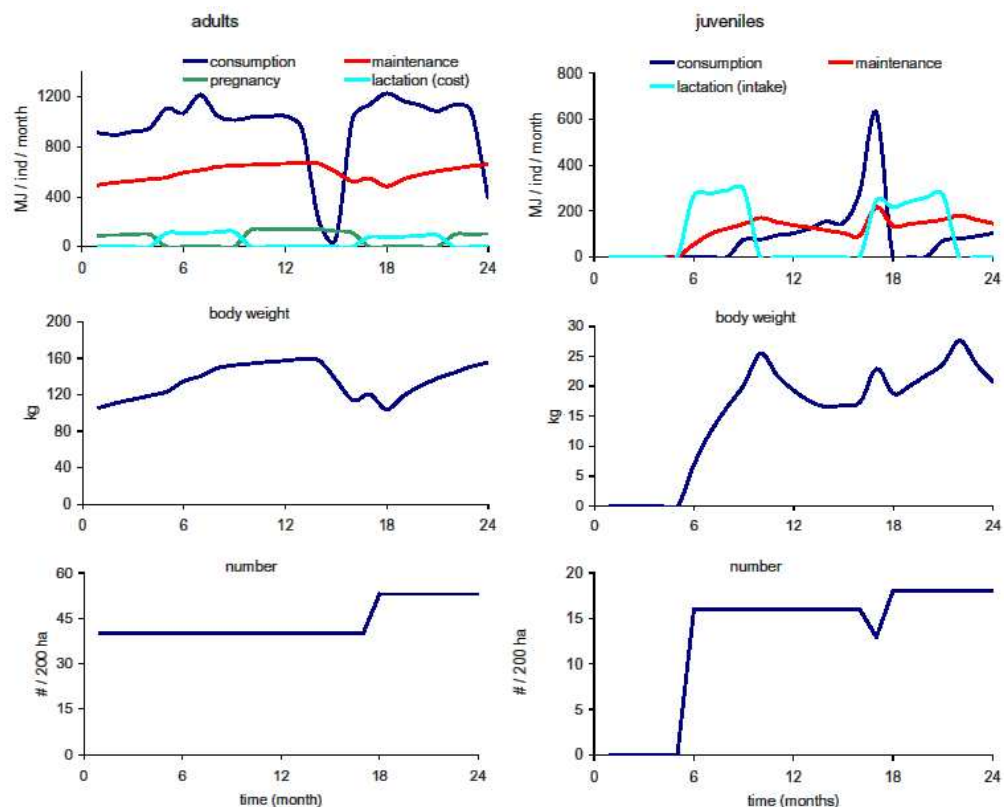 adults
consumption maintenance
pregnancy lactation (cost)
MJ / ind / month
1200
800
400
0
0 6 12 18 24
juveniles
consumption maintenance
lactation (intake)
MJ / ind / month
800
600
400
200
0
0 6 12 18 24
body weight
kg
200
160
120
80
40
0
0 6 12 18 24
body weight
kg
30
25
20
15
10
5
0
0 6 12 18 24
number
# / 200 ha
60
45
30
15
0
0 6 12 18 24
time (month)
number
# / 200 ha
20
15
10
5
0
0 6 12 18 24
time (months)